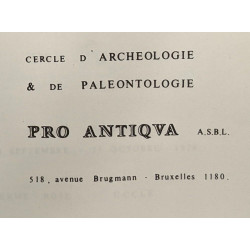 CERCLE D'ARCHEOLOGIE
& DE PALEONTOLOGIE
PRO ANTIQVA A.S.B.L.
518, avenue Brugmann - Bruxelles 1180.